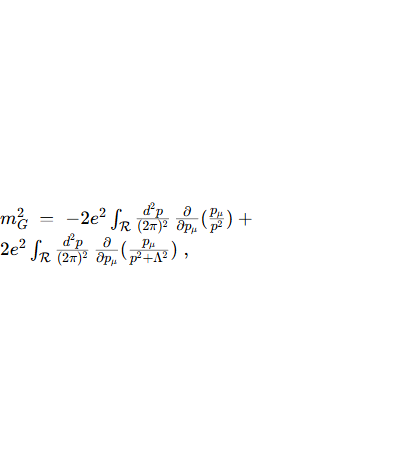 $m_G^2 \;=\; -2e^2 \int_{\mathcal{R}} \frac{d^2p}{(2\pi)^2} \, \frac{\partial}{\partial p_\mu} (\frac{p_\mu}{p^2}) \, +$
$2e^2 \int_{\mathcal{R}} \frac{d^2p}{(2\pi)^2} \, \frac{\partial}{\partial p_\mu} (\frac{p_\mu}{p^2+\Lambda^2}) \; ,$